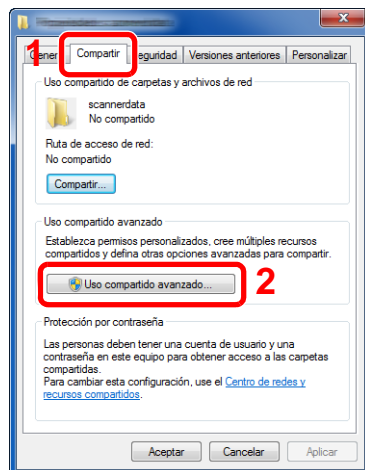 1
Compartir
Seguridad
Versiones anteriores
Personalizar
Uso compartido de carpetas y archivos de red
scannerdata
No compartido
Ruta de acceso de red:
No compartido
Compartir...
Uso compartido avanzado
Establezca permisos personalizados, cree múltiples recursos
compartidos y defina otras opciones avanzadas para compartir.
Uso compartido avanzado...
2
Protección por contraseña
Las personas deben tener una cuenta de usuario y una
contraseña en este equipo para obtener acceso a las carpetas
compartidas.
Para cambiar esta configuración, use el Centro de redes y
recursos compartidos.
Aceptar
Cancelar
Aplicar